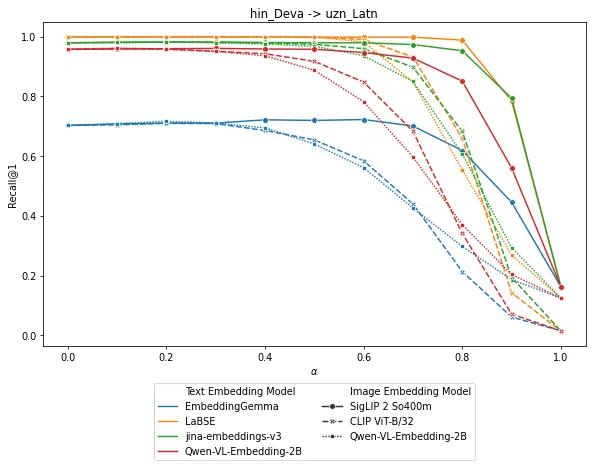 hin_Deva -> uzn_Latn
Recall@1
1.0
0.8
0.6
0.4
0.2
0.0
0.0 0.2 0.4 0.6 0.8 1.0
α
Text Embedding Model
EmbeddingGemma
LaBSE
jina-embeddings-v3
Qwen-VL-Embedding-2B
Image Embedding Model
SigLIP 2 So400m
CLIP ViT-B/32
Qwen-VL-Embedding-2B